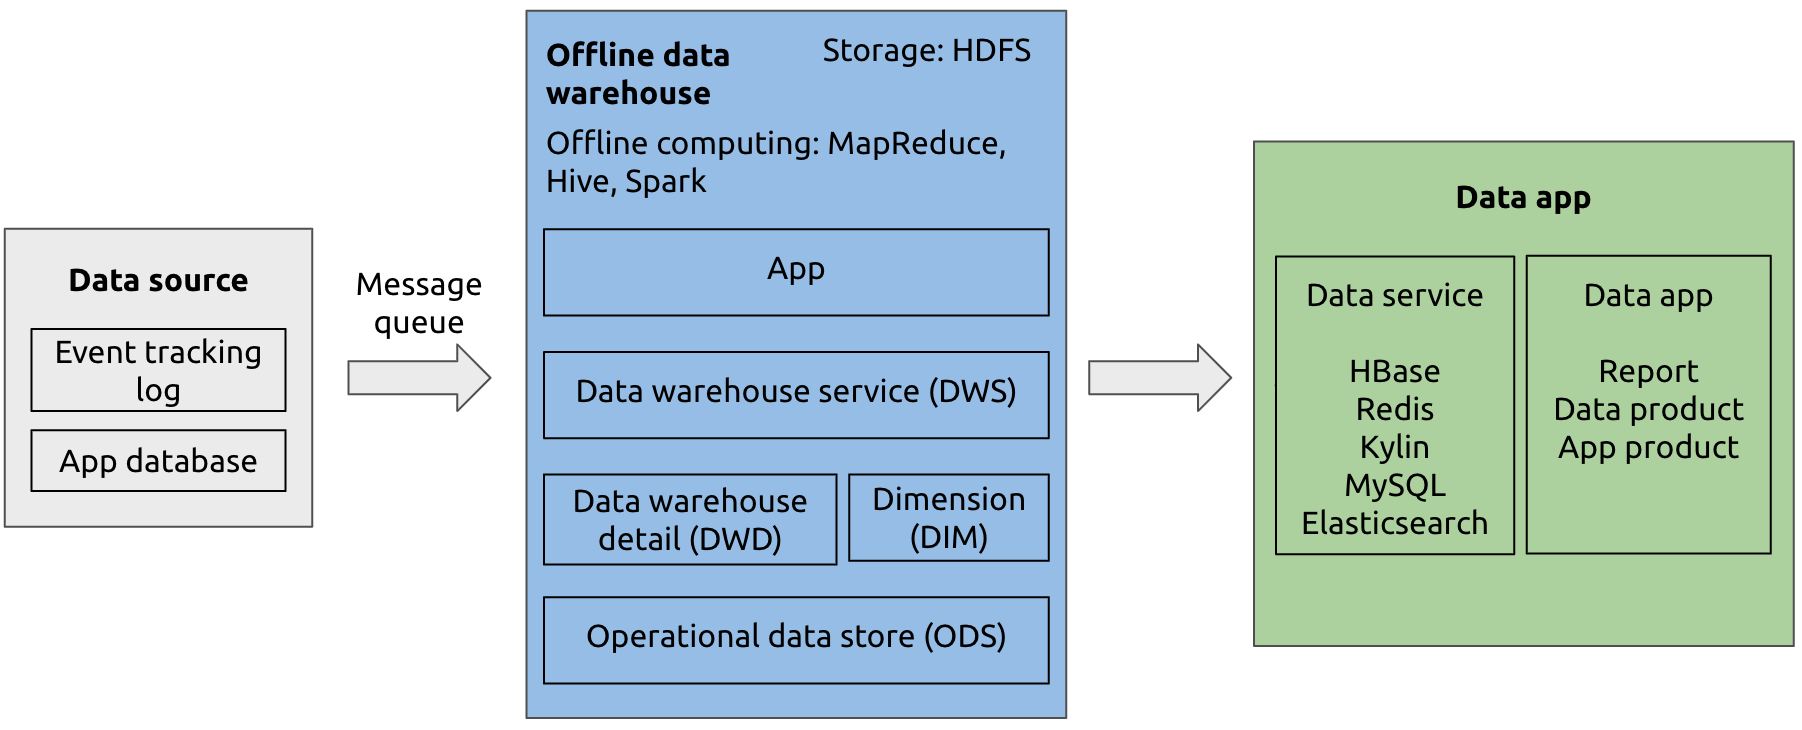 Data source
Event tracking
log
App database
Message
queue
Offline data
warehouse
Storage: HDFS
Offline computing: MapReduce,
Hive, Spark
App
Data warehouse service (DWS)
Data warehouse
detail (DWD)
Dimension
(DIM)
Operational data store (ODS)
Data app
Data service
HBase
Redis
Kylin
MySQL
Elasticsearch
Data app
Report
Data product
App product